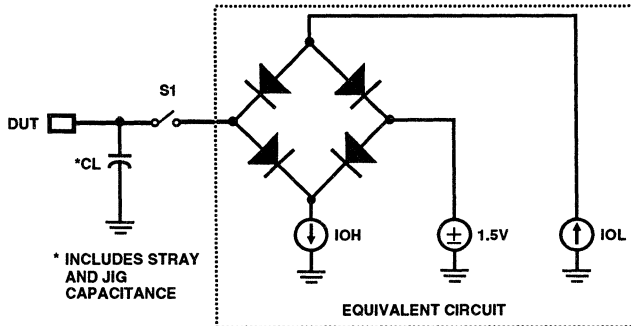 S1
DUT
*CL
IOH
1.5V
IOL
* INCLUDES STRAY
AND JIG
CAPACITANCE
EQUIVALENT CIRCUIT